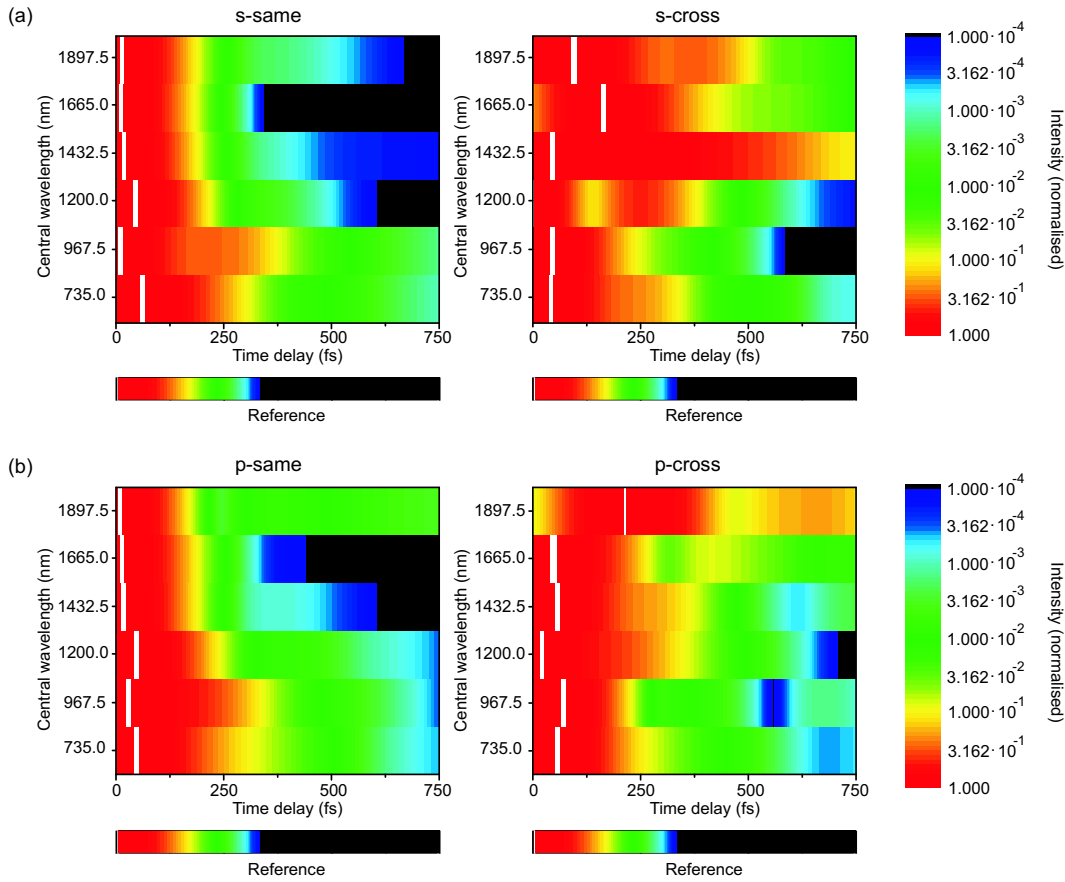 (a)
s-same
s-cross
Central wavelength (nm)
1897.5
1665.0
1432.5
1200.0
967.5
735.0
0
250
500
750
Time delay (fs)
Reference
Central wavelength (nm)
1897.5
1665.0
1432.5
1200.0
967.5
735.0
0
250
500
750
Time delay (fs)
Reference
1.000·10⁻⁴
3.162·10⁻⁴
1.000·10⁻³
3.162·10⁻³
1.000·10⁻²
3.162·10⁻²
1.000·10⁻¹
3.162·10⁻¹
1.000
Intensity (normalised)
(b)
p-same
p-cross
Central wavelength (nm)
1897.5
1665.0
1432.5
1200.0
967.5
735.0
0
250
500
750
Time delay (fs)
Reference
Central wavelength (nm)
1897.5
1665.0
1432.5
1200.0
967.5
735.0
0
250
500
750
Time delay (fs)
Reference
1.000·10⁻⁴
3.162·10⁻⁴
1.000·10⁻³
3.162·10⁻³
1.000·10⁻²
3.162·10⁻²
1.000·10⁻¹
3.162·10⁻¹
1.000
Intensity (normalised)